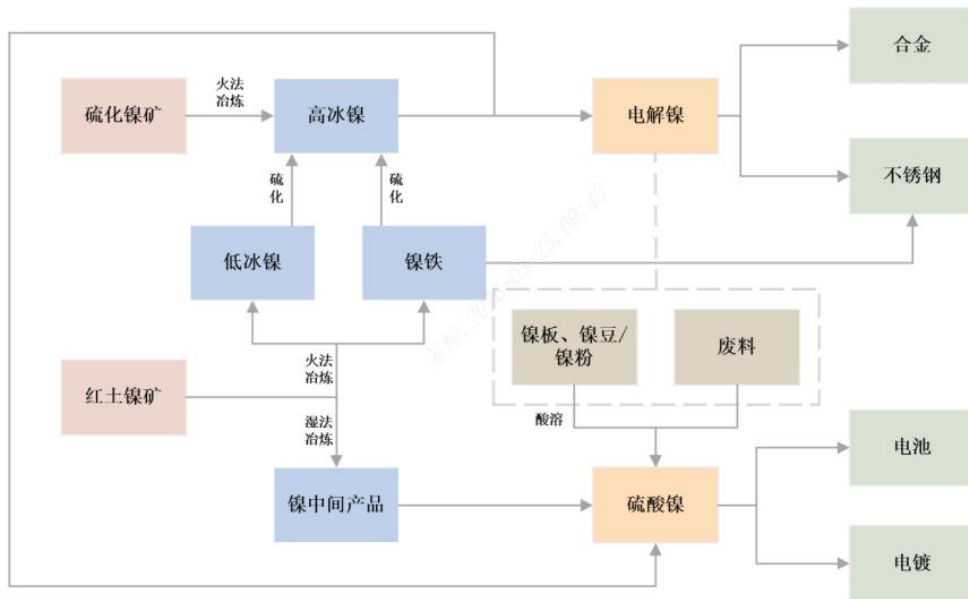 合金
火法
冶炼
硫化镍矿
高冰镍
电解镍
硫
化
硫
化
不锈钢
低冰镍
镍铁
镍板、镍豆/
镍粉
废料
火法
冶炼
红土镍矿
湿法
冶炼
酸溶
电池
镍中间产品
硫酸镍
电镀